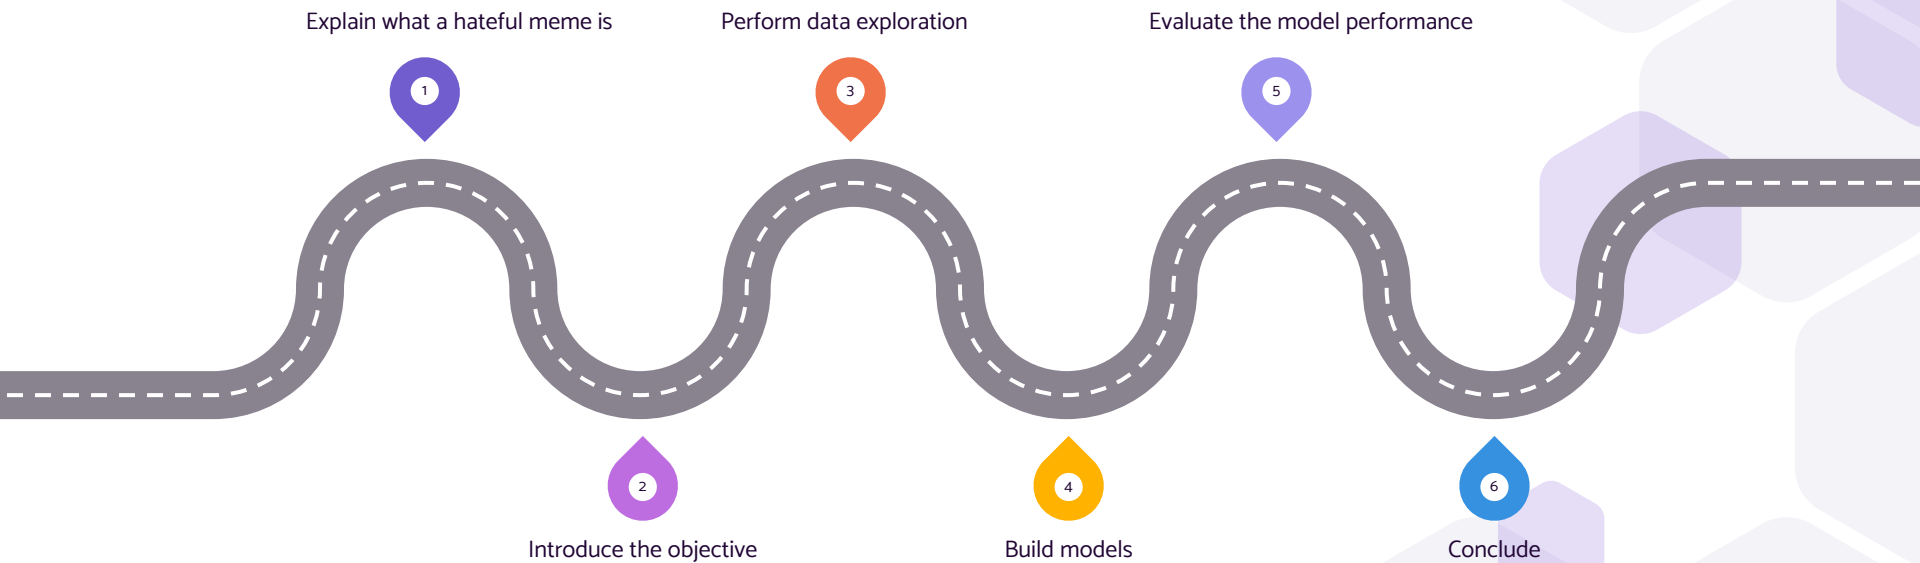 Explain what a hateful meme is
Perform data exploration
Evaluate the model performance
1
3
5
2
4
6
Introduce the objective
Build models
Conclude